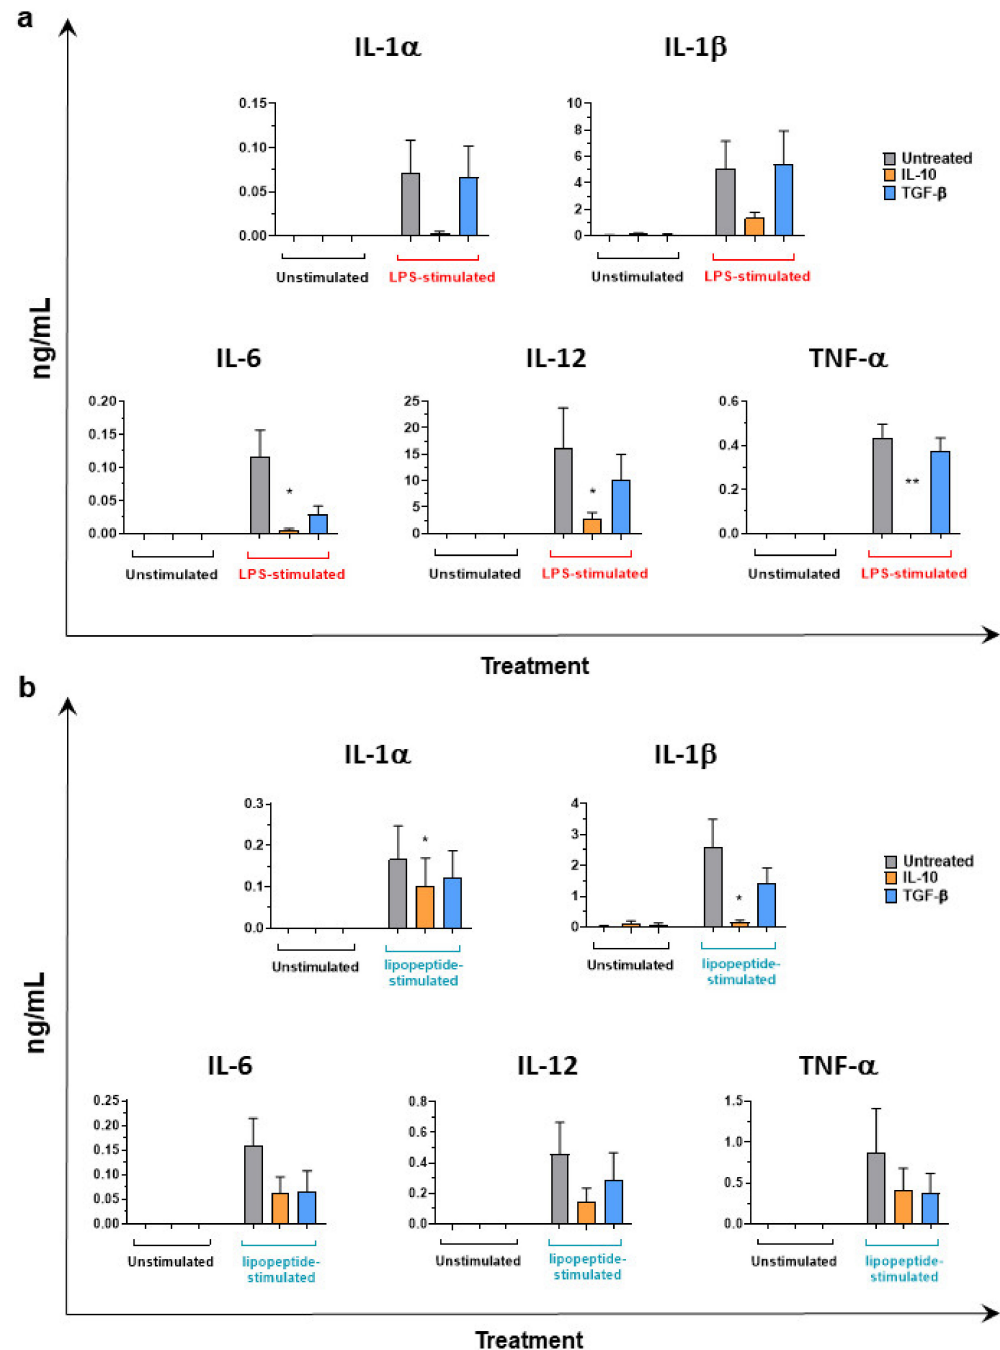 a
IL-1α
IL-1β
0.15
0.10
0.05
0.00
Unstimulated
LPS-stimulated
10
8
6
4
2
0
Unstimulated
LPS-stimulated
Untreated
IL-10
TGF-β
ng/mL
IL-6
IL-12
TNF-α
0.20
0.15
0.10
0.05
0.00
*
Unstimulated
LPS-stimulated
25
20
15
10
5
0
*
Unstimulated
LPS-stimulated
0.6
0.4
0.2
0.0
**
Unstimulated
LPS-stimulated
Treatment
b
IL-1α
IL-1β
0.3
0.2
0.1
0.0
*
Unstimulated
lipopeptide-
stimulated
4
3
2
1
0
*
Unstimulated
lipopeptide-
stimulated
Untreated
IL-10
TGF-β
ng/mL
IL-6
IL-12
TNF-α
0.25
0.20
0.15
0.10
0.05
0.00
Unstimulated
lipopeptide-
stimulated
0.8
0.6
0.4
0.2
0.0
Unstimulated
lipopeptide-
stimulated
1.5
1.0
0.5
0.0
Unstimulated
lipopeptide-
stimulated
Treatment